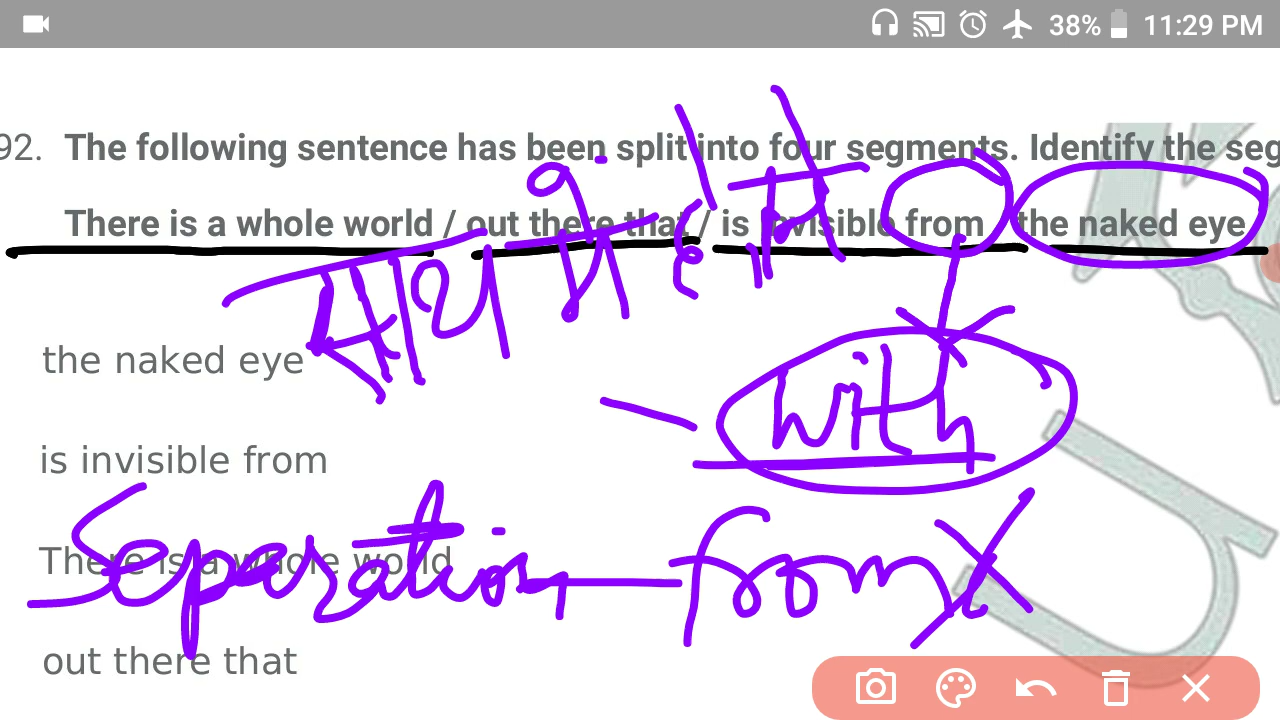 38% 11:29 PM
92. The following sentence has been split into four segments. Identify the seg
There is a whole world / out there that / is invisible from / the naked eye
the naked eye
with
is invisible from
Separation — from
There is a whole world
out there that